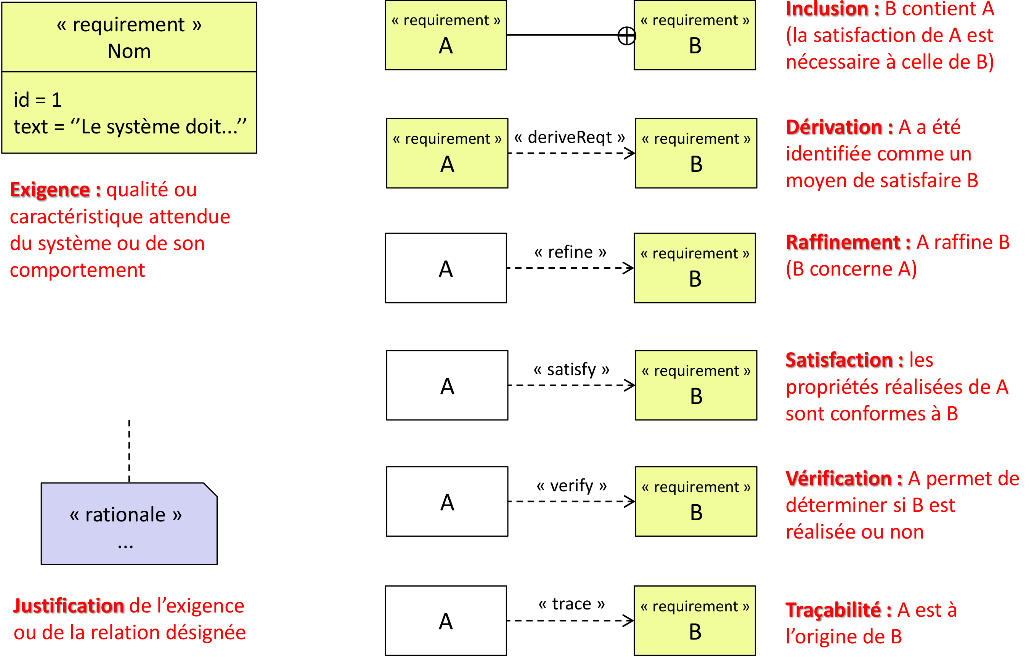 « requirement »
Nom
id = 1
text = ‘’Le système doit...’’
Exigence : qualité ou
caractéristique attendue
du système ou de son
comportement
« rationale »
...
Justification de l’exigence
ou de la relation désignée
« requirement »
A
« requirement »
B
Inclusion : B contient A
(la satisfaction de A est
nécessaire à celle de B)
« requirement »
A
« deriveReqt »
« requirement »
B
Dérivation : A a été
identifiée comme un
moyen de satisfaire B
A
« refine »
« requirement »
B
Raffinement : A raffine B
(B concerne A)
A
« satisfy »
« requirement »
B
Satisfaction : les
propriétés réalisées de A
sont conformes à B
A
« verify »
« requirement »
B
Vérification : A permet de
déterminer si B est
réalisée ou non
A
« trace »
« requirement »
B
Traçabilité : A est à
l’origine de B